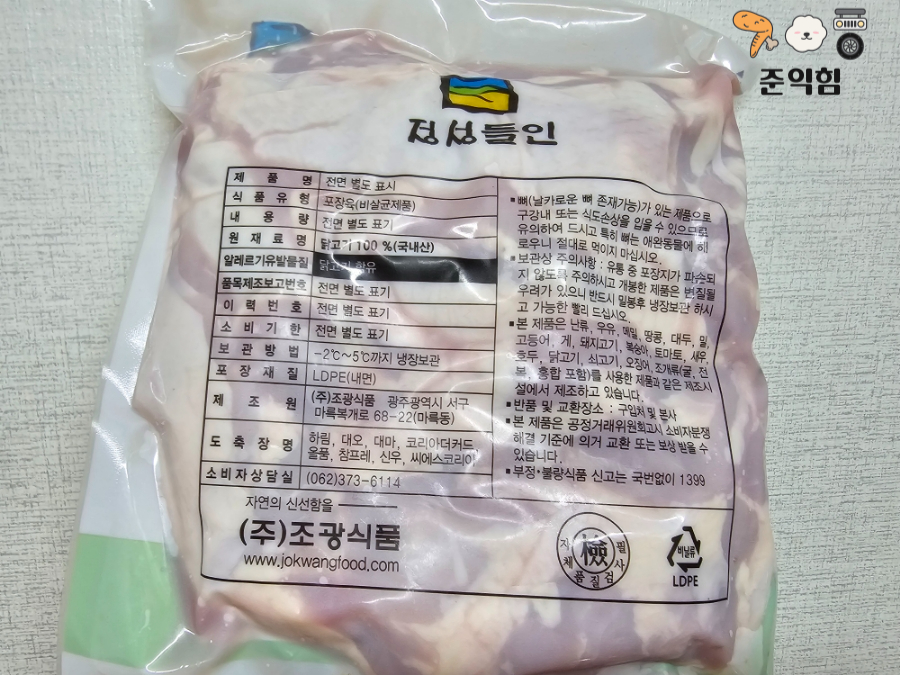 준익힘
정성들인
제품명 전면 별도 표시
식품유형 포장육(비살균제품)
내용량 전면 별도 표기
원재료명 닭고기 100 %(국내산)
알레르기유발물질 닭고기 함유
품목제조보고번호 전면 별도 표기
이력번호 전면 별도 표기
소비기한 전면 별도 표기
보관방법 -2℃~5℃까지 냉장보관
포장재질 LDPE(내면)
제조원 (주)조광식품 광주광역시 서구
마륵복개로 68-22(마륵동)
도축장명 하림, 대오, 대마, 코리아더커드,
올품, 참프레, 신우, 씨에스코리아
소비자상담실 (062)373-6114
▪뼈(날카로운 뼈 존재가능)가 있는 제품으로
구강내 또는 식도손상을 입을 수 있으므로
유의하여 드시고 특히 뼈는 애완동물에 해
로우니 절대로 먹이지 마십시오.
▪보관상 주의사항 : 유통 중 포장지가 파손되
지 않도록 주의하시고 개봉한 제품은 변질될
우려가 있으니 반드시 밀봉후 냉장보관 하시
고 가능한 빨리 드십시오.
▪본 제품은 난류, 우유, 메밀, 땅콩, 대두, 밀,
고등어, 게, 돼지고기, 복숭아, 토마토, 새우,
호두, 닭고기, 쇠고기, 오징어, 조개류(굴, 전
복, 홍합 포함)를 사용한 제품과 같은 제조시
설에서 제조하고 있습니다.
▪반품 및 교환장소 : 구입처 및 본사
▪본 제품은 공정거래위원회고시 소비자분쟁
해결 기준에 의거 교환 또는 보상 받을 수
있습니다.
▪부정·불량식품 신고는 국번없이 1399
자연의 신선함을
(주)조광식품
www.jokwangfood.com
檢
자체품질검사필
비닐류
LDPE